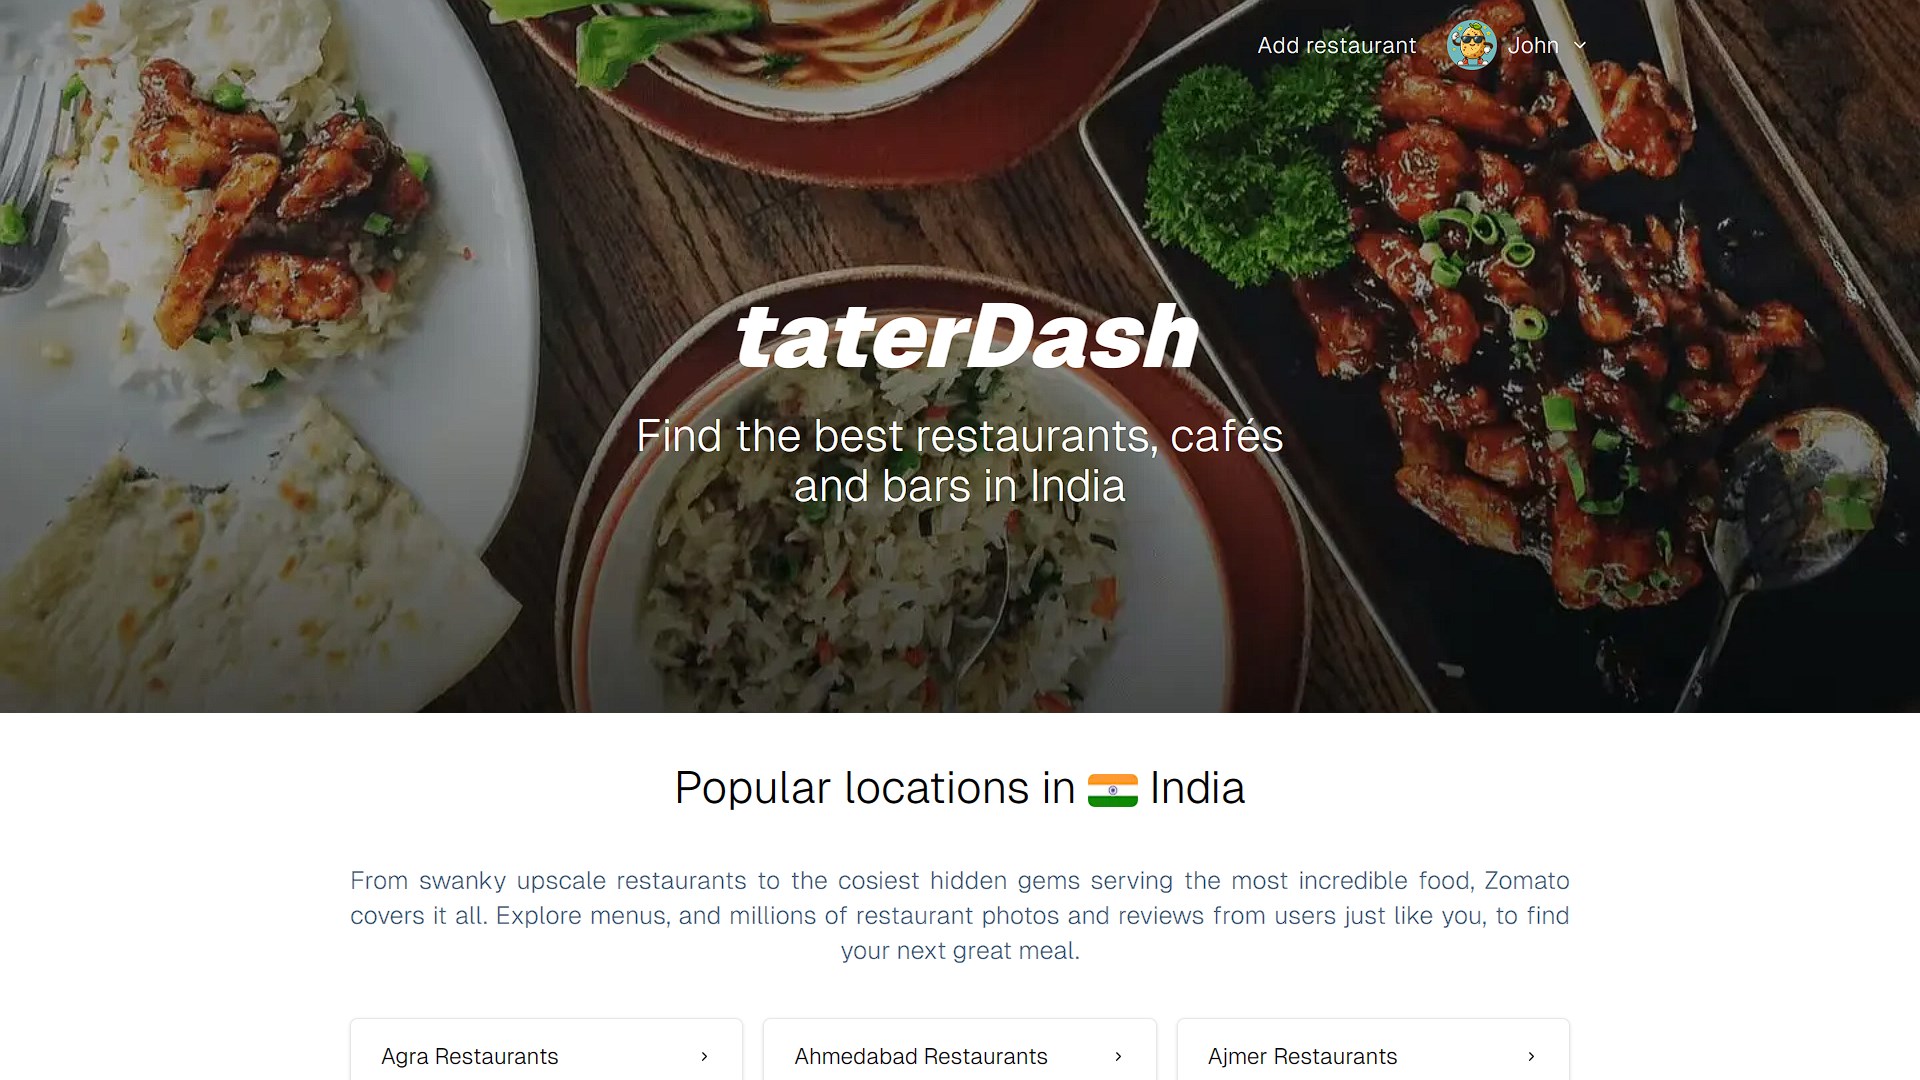 Add restaurant
John
taterDash
Find the best restaurants, cafés
and bars in India
Popular locations in India
From swanky upscale restaurants to the cosiest hidden gems serving the most incredible food, Zomato
covers it all. Explore menus, and millions of restaurant photos and reviews from users just like you, to find
your next great meal.
Agra Restaurants
Ahmedabad Restaurants
Ajmer Restaurants